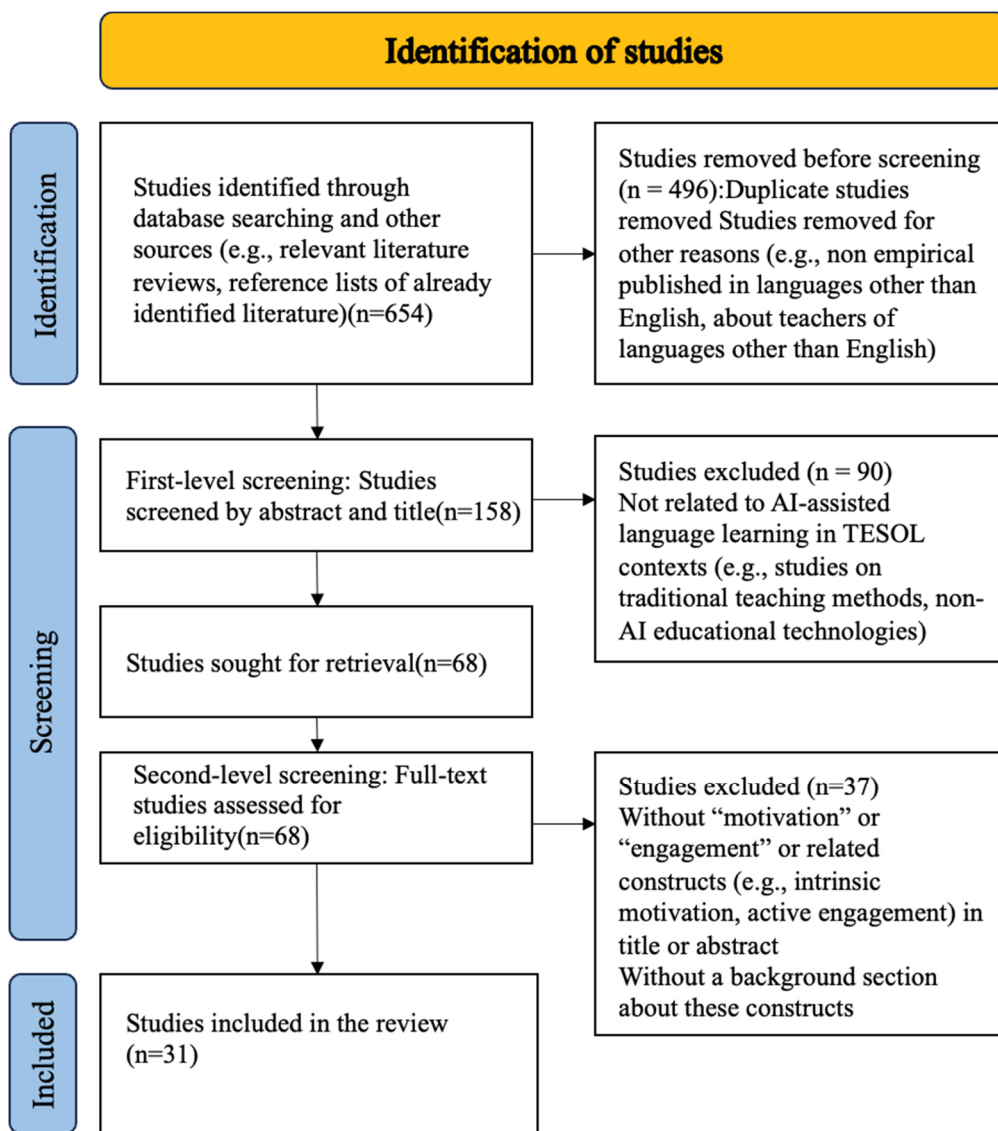 Identification of studies
Identification
Studies identified through
database searching and other
sources (e.g., relevant literature
reviews, reference lists of already
identified literature)(n=654)
Studies removed before screening
(n = 496):Duplicate studies
removed Studies removed for
other reasons (e.g., non empirical
published in languages other than
English, about teachers of
languages other than English)
Screening
First-level screening: Studies
screened by abstract and title(n=158)
Studies excluded (n = 90)
Not related to AI-assisted
language learning in TESOL
contexts (e.g., studies on
traditional teaching methods, non-
AI educational technologies)
Studies sought for retrieval(n=68)
Second-level screening: Full-text
studies assessed for
eligibility(n=68)
Studies excluded (n=37)
Without “motivation” or
“engagement” or related
constructs (e.g., intrinsic
motivation, active engagement) in
title or abstract
Without a background section
about these constructs
Included
Studies included in the review
(n=31)